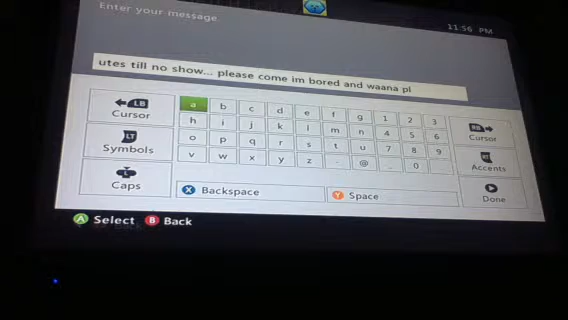 Enter your message.
11:56 PM
utes till no show... please come im bored and waana pl
LB
Cursor
a b c d e f g 1 2 3
RB
Cursor
h i j k l m n 4 5 6
LT
Symbols
o p q r s t u 7 8 9
Accents
v w x y z - @ _ 0
Caps
X Backspace
Y Space
Done
A Select B Back